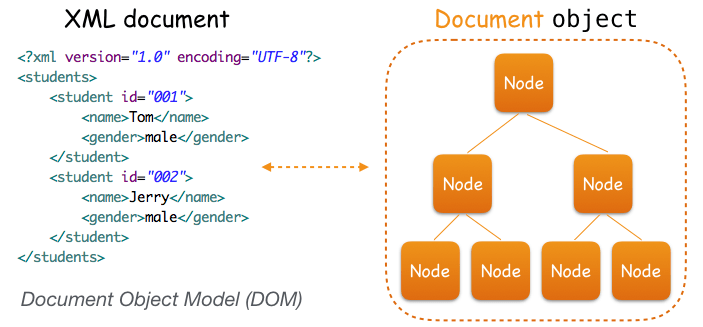 XML document
<?xml version="1.0" encoding="UTF-8"?>
<students>
<student id="001">
<name>Tom</name>
<gender>male</gender>
</student>
<student id="002">
<name>Jerry</name>
<gender>male</gender>
</student>
</students>
Document Object Model (DOM)
Document object
Node
Node Node
Node Node Node Node